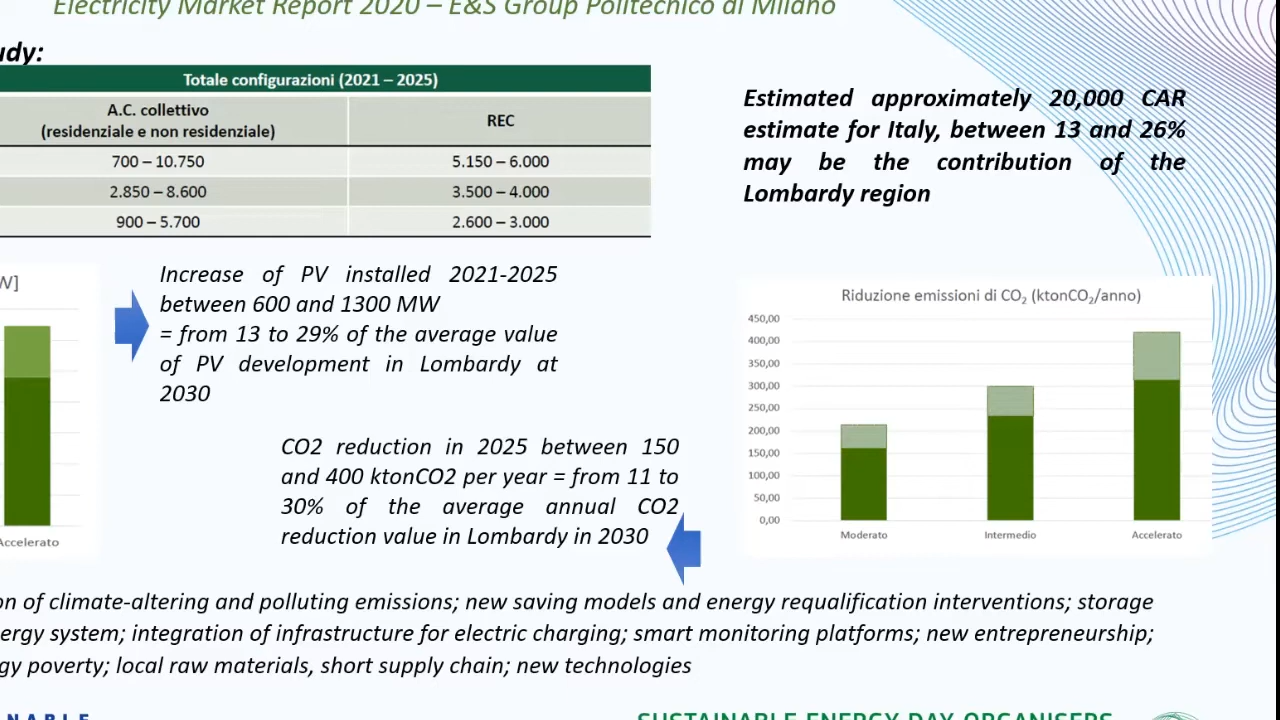 Electricity Market Report 2020 – E&S Group Politecnico di Milano
udy:
Totale configurazioni (2021 – 2025)
A.C. collettivo
(residenziale e non residenziale)
REC
700 – 10.750
5.150 – 6.000
2.850 – 8.600
3.500 – 4.000
900 – 5.700
2.600 – 3.000
Estimated approximately 20,000 CAR
estimate for Italy, between 13 and 26%
may be the contribution of the
Lombardy region
W]
Accelerato
Increase of PV installed 2021-2025
between 600 and 1300 MW
= from 13 to 29% of the average value
of PV development in Lombardy at
2030
CO2 reduction in 2025 between 150
and 400 ktonCO2 per year = from 11 to
30% of the average annual CO2
reduction value in Lombardy in 2030
Riduzione emissioni di CO₂ (ktonCO₂/anno)
450,00
400,00
350,00
300,00
250,00
200,00
150,00
100,00
50,00
0,00
Moderato Intermedio Accelerato
on of climate-altering and polluting emissions; new saving models and energy requalification interventions; storage
ergy system; integration of infrastructure for electric charging; smart monitoring platforms; new entrepreneurship;
gy poverty; local raw materials, short supply chain; new technologies
NABLE
SUSTAINABLE ENERGY DAY ORGANISERS